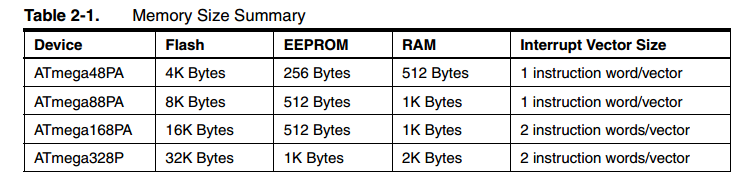 Table 2-1. Memory Size Summary
Device Flash EEPROM RAM Interrupt Vector Size
ATmega48PA 4K Bytes 256 Bytes 512 Bytes 1 instruction word/vector
ATmega88PA 8K Bytes 512 Bytes 1K Bytes 1 instruction word/vector
ATmega168PA 16K Bytes 512 Bytes 1K Bytes 2 instruction words/vector
ATmega328P 32K Bytes 1K Bytes 2K Bytes 2 instruction words/vector